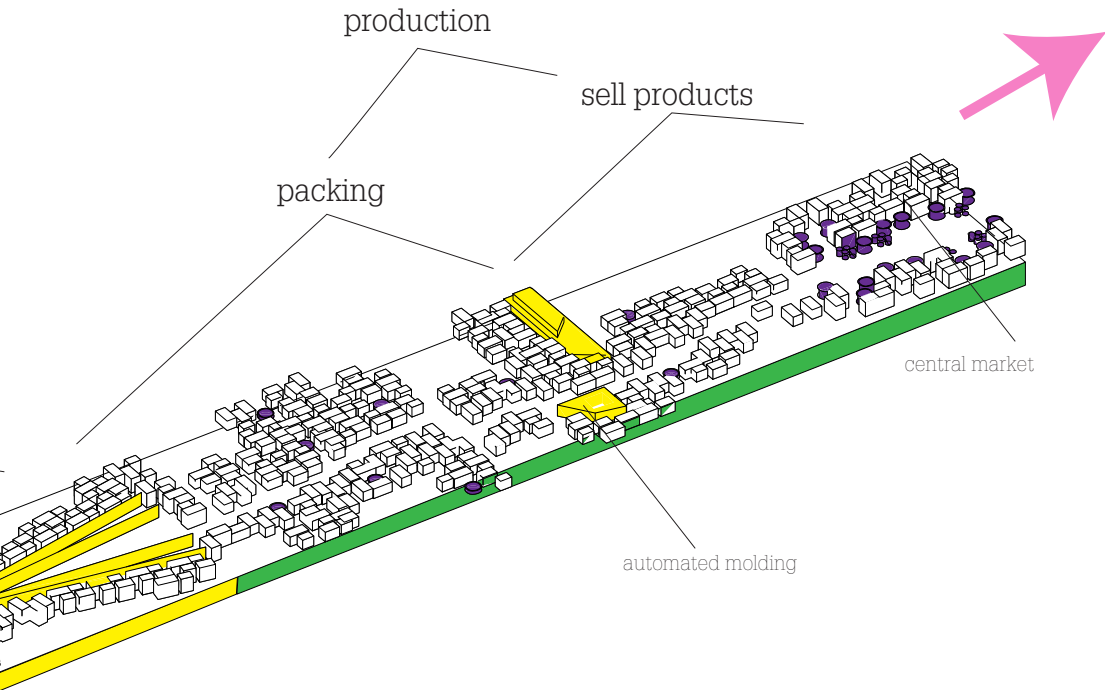 production
sell products
packing
central market
automated molding